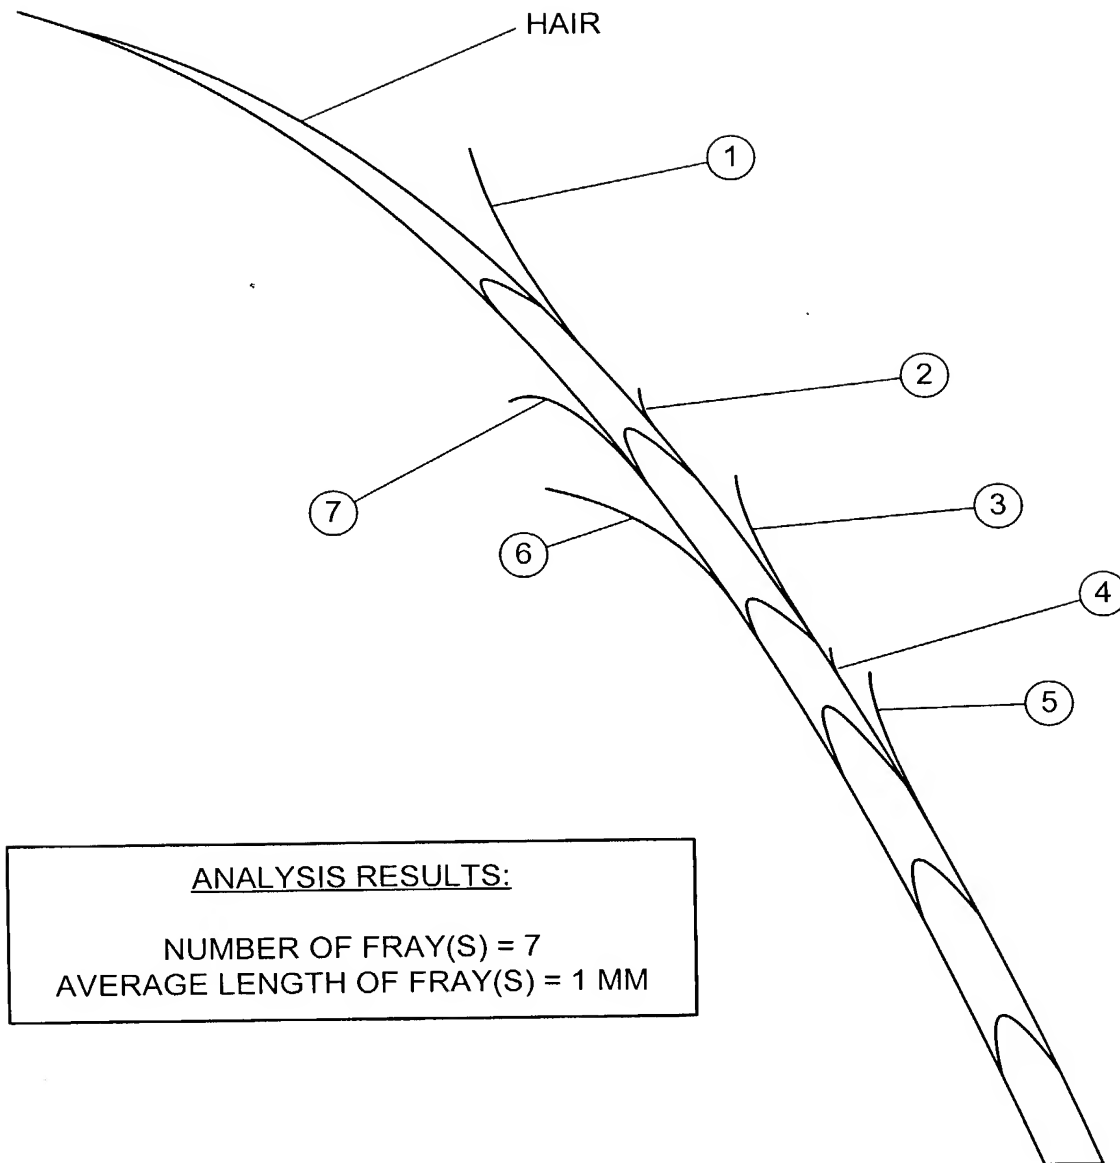 HAIR
1
2
3
4
5
6
7
ANALYSIS RESULTS:
NUMBER OF FRAY(S) = 7
AVERAGE LENGTH OF FRAY(S) = 1 MM